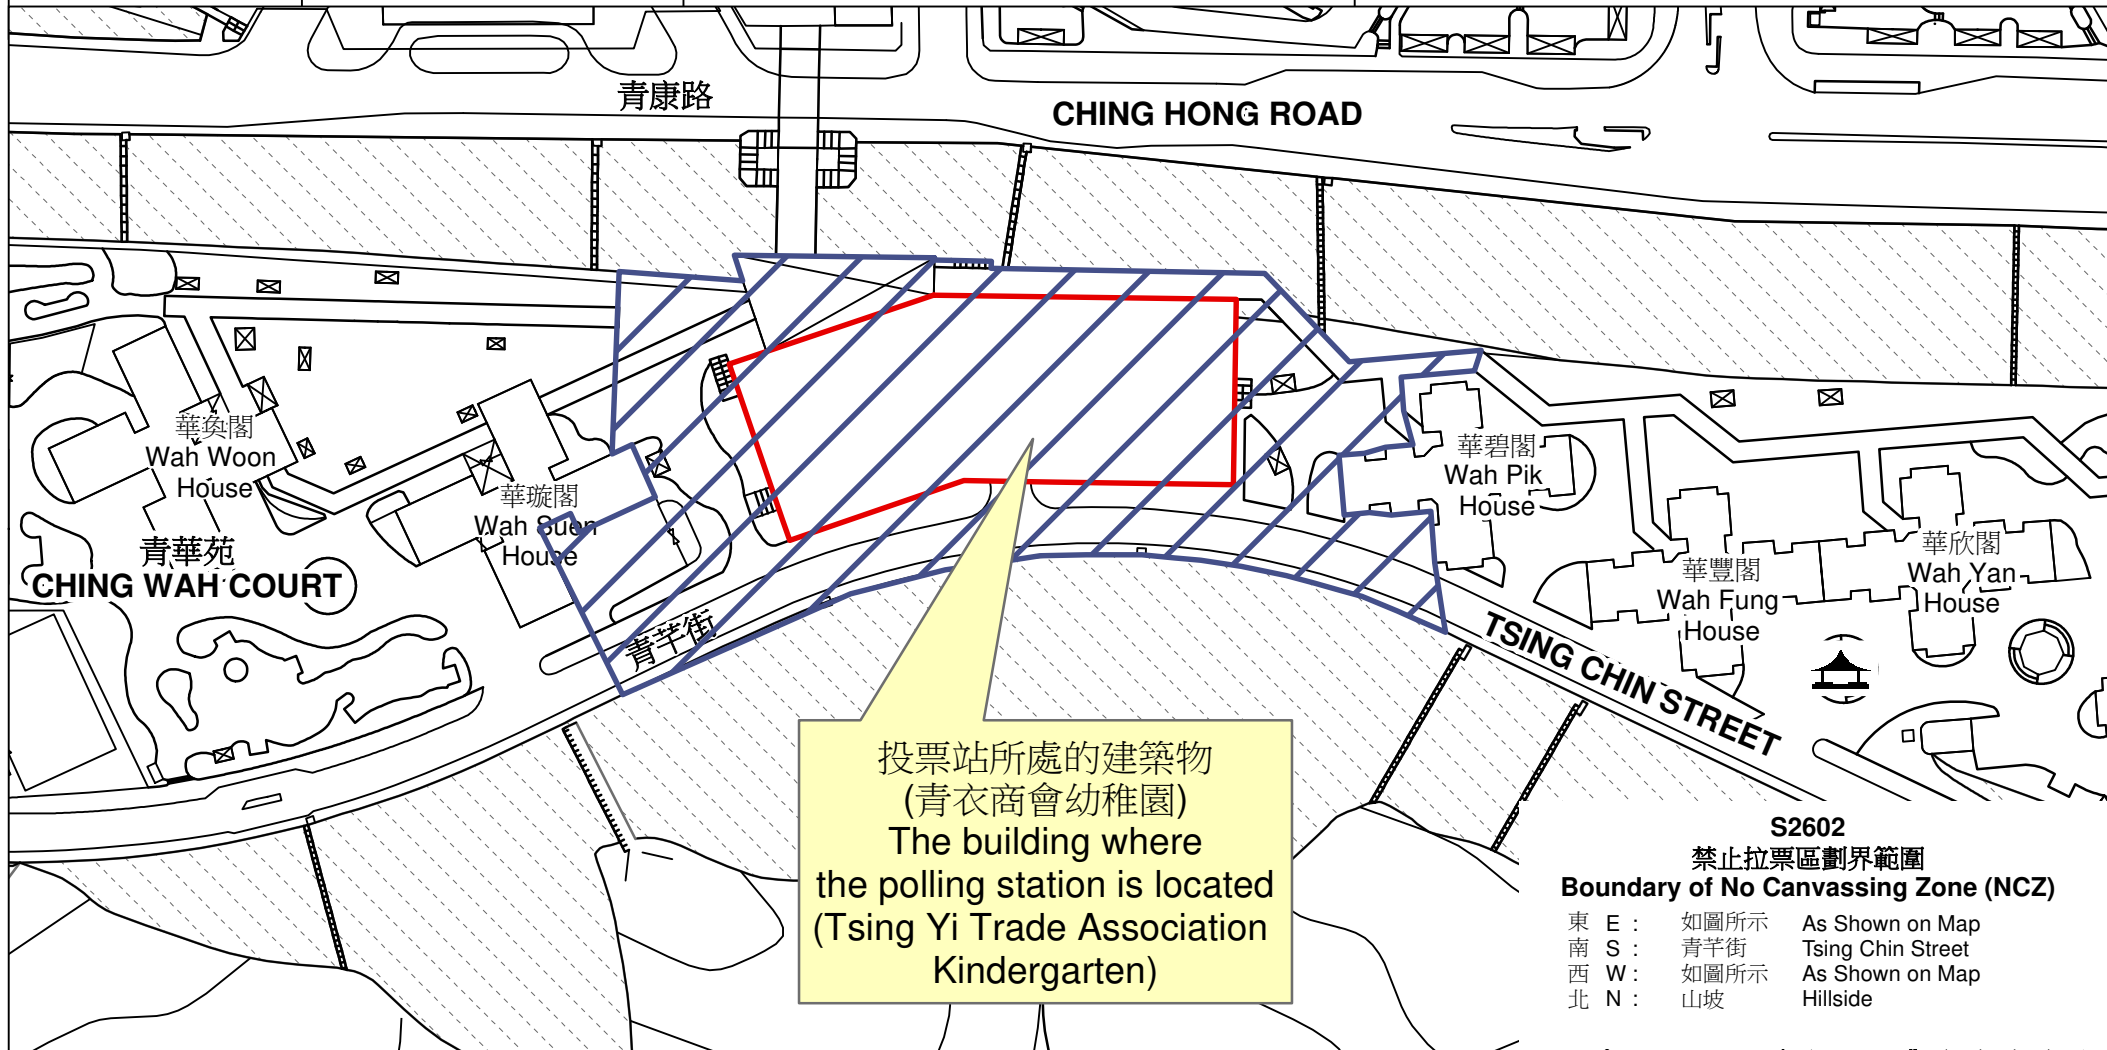 青康路
CHING HONG ROAD
華奐閣
Wah Woon
House
華璇閣
Wah Suen
House
青華苑
CHING WAH COURT
青芊街
華碧閣
Wah Pik
House
華豐閣
Wah Fung
House
華欣閣
Wah Yan
House
TSING CHIN STREET
投票站所處的建築物
(青衣商會幼稚園)
The building where
the polling station is located
(Tsing Yi Trade Association
Kindergarten)
S2602
禁止拉票區劃界範圍
Boundary of No Canvassing Zone (NCZ)
東 E : 如圖所示 As Shown on Map
南 S : 青芊街 Tsing Chin Street
西 W : 如圖所示 As Shown on Map
北 N : 山坡 Hillside